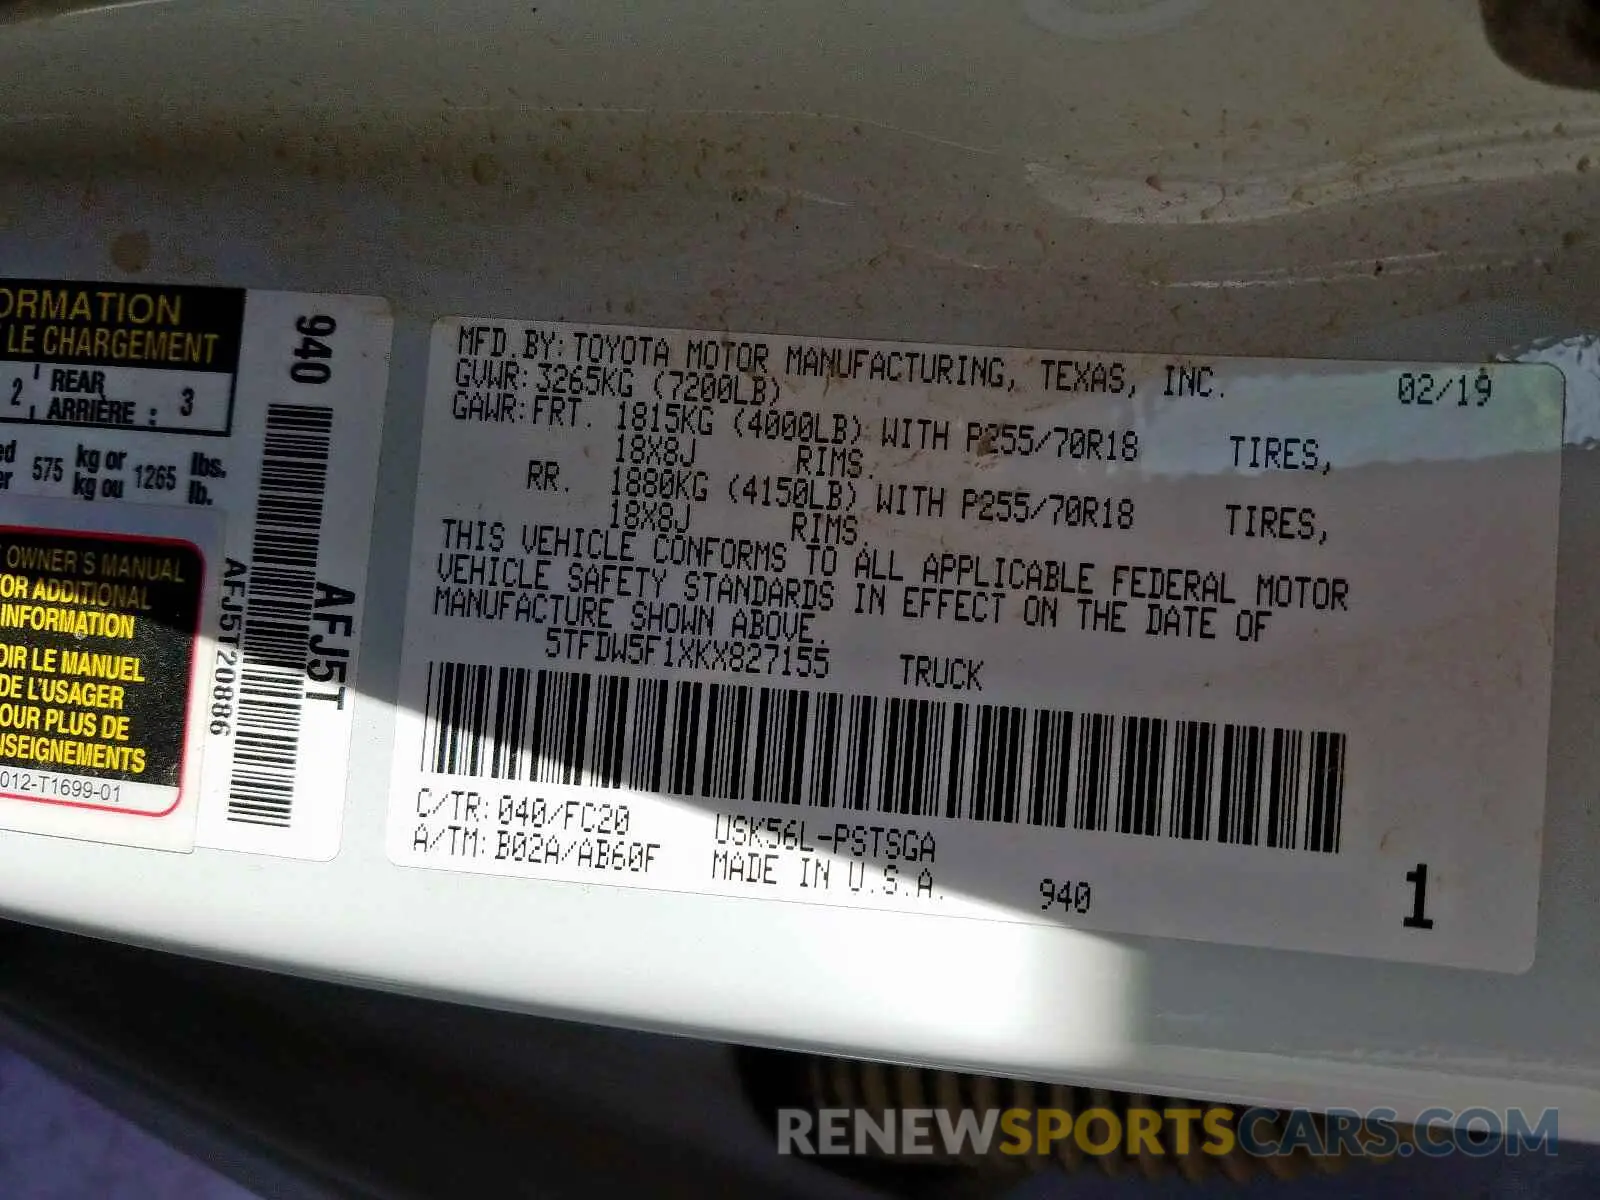 ORMATION
LE CHARGEMENT
2 REAR
ARRIÈRE : 3
575 kg or 1265 lbs.
kg ou lb.
OWNER'S MANUAL
OR ADDITIONAL
INFORMATION
OIR LE MANUEL
DE L'USAGER
OUR PLUS DE
NSEIGNEMENTS
012-T1699-01
940
AFJ5T
AFJ5T20886
MFD. BY: TOYOTA MOTOR MANUFACTURING, TEXAS, INC. 02/19
GVWR: 3265KG (7200LB)
GAWR: FRT. 1815KG (4000LB) WITH P255/70R18 TIRES,
18X8J RIMS.
RR. 1880KG (4150LB) WITH P255/70R18 TIRES,
18X8J RIMS.
THIS VEHICLE CONFORMS TO ALL APPLICABLE FEDERAL MOTOR
VEHICLE SAFETY STANDARDS IN EFFECT ON THE DATE OF
MANUFACTURE SHOWN ABOVE.
5TFDW5F1XKX827155 TRUCK
C/TR: 040/FC20 USK56L-PSTSGA
A/TM: B02A/AB60F MADE IN U.S.A. 940
1
RENEWSPORTSCARS.COM